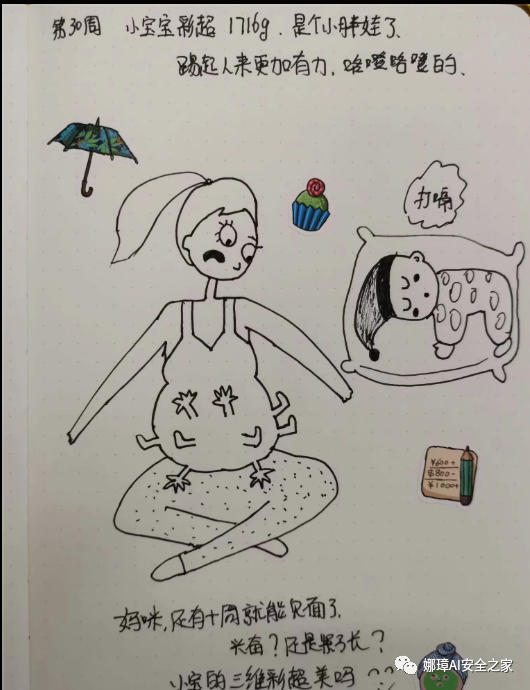 第30周 小宝宝彩超 1716g. 是个小胖娃了.
踢起人来更加有力, 咯噔咯噔的.
打嗝
¥600+
$800-
¥1000+
妈咪, 还有十周就能见面了.
兴奋? 还是紧张?
小宝的三维彩超美吗 ??
娜璋AI安全之家